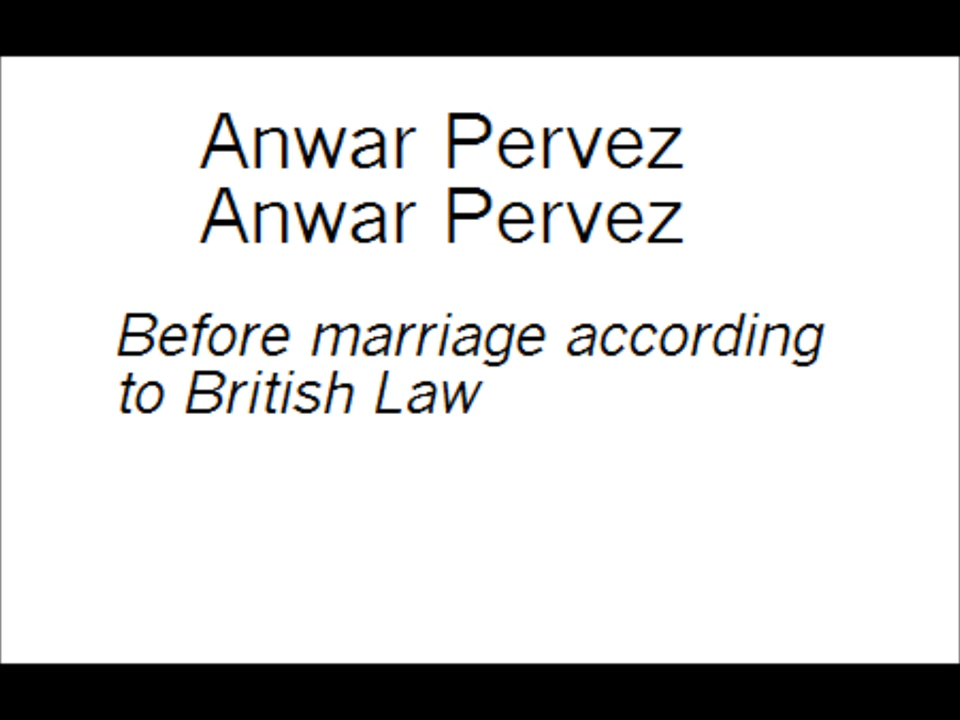 Anwar Pervez
Anwar Pervez
Before marriage according
to British Law